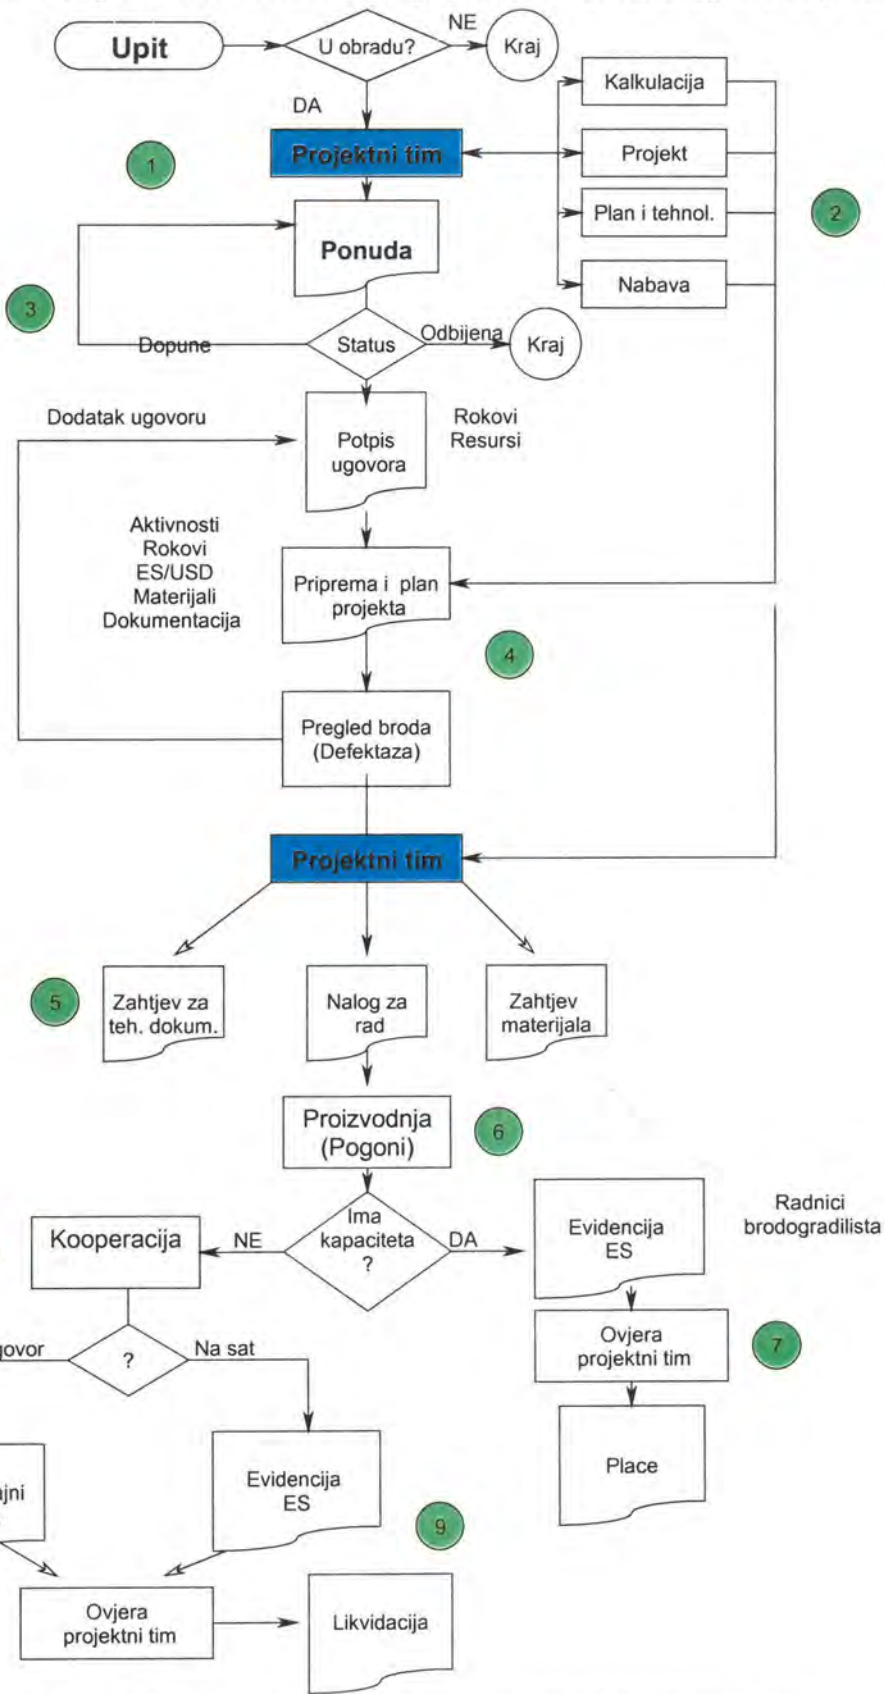 Upit
U obradu?
NE
Kraj
DA
Kalkulacija
1
Projektni tim
Projekt
2
Plan i tehnol.
Ponuda
Nabava
3
Dopune
Status
Odbijena
Kraj
Dodatak ugovoru
Potpis
ugovora
Rokovi
Resursi
Aktivnosti
Rokovi
ES/USD
Materijali
Dokumentacija
Priprema i plan
projekta
4
Pregled broda
(Defektaza)
Projektni tim
5
Zahtjev za
teh. dokum.
Nalog za
rad
Zahtjev
materijala
Proizvodnja
(Pogoni)
6
Kooperacija
NE
Ima
kapaciteta
?
DA
Evidencija
ES
Radnici
brodogradilista
govor
?
Na sat
Ovjera
projektni tim
7
ajni
Evidencija
ES
Place
9
Ovjera
projektni tim
Likvidacija